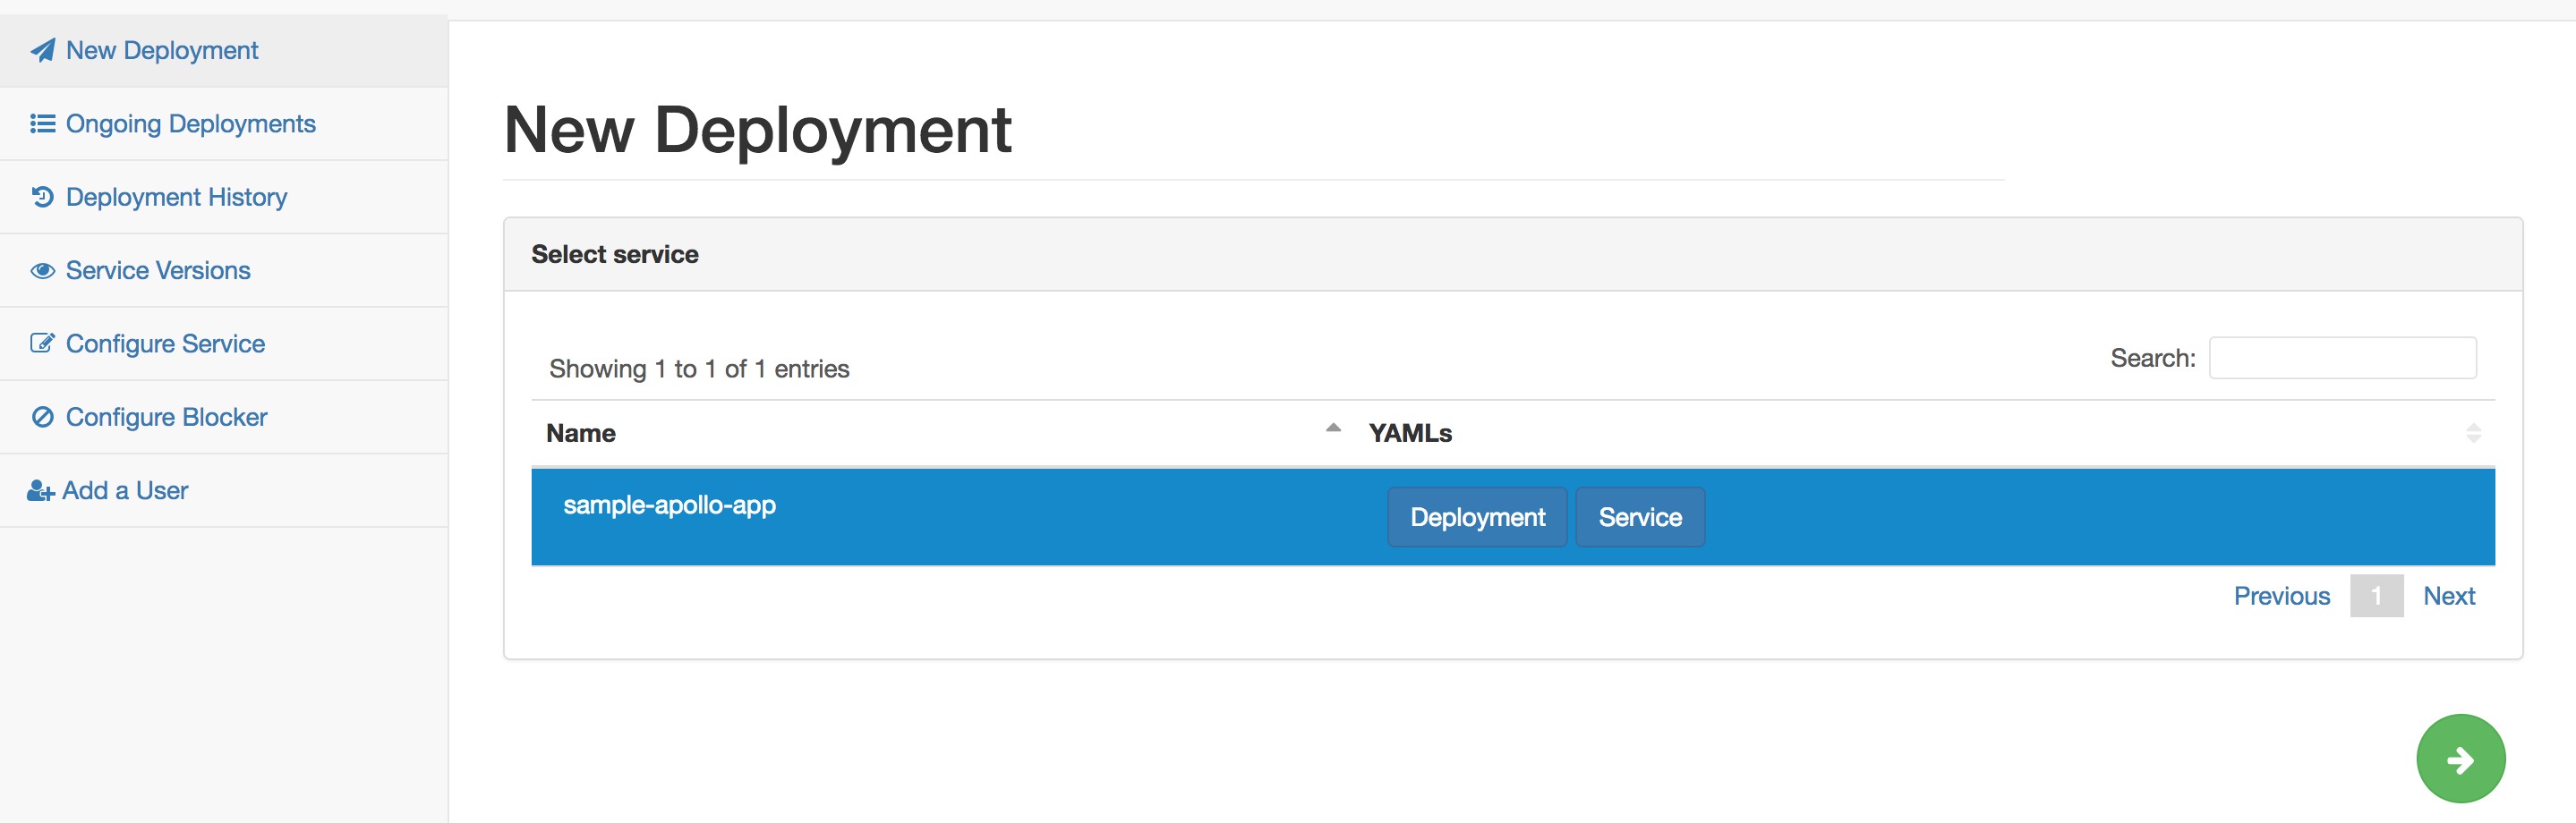 New Deployment
Ongoing Deployments
Deployment History
Service Versions
Configure Service
Configure Blocker
Add a User
New Deployment
Select service
Showing 1 to 1 of 1 entries
Search:
Name YAMLs
sample-apollo-app Deployment Service
Previous 1 Next